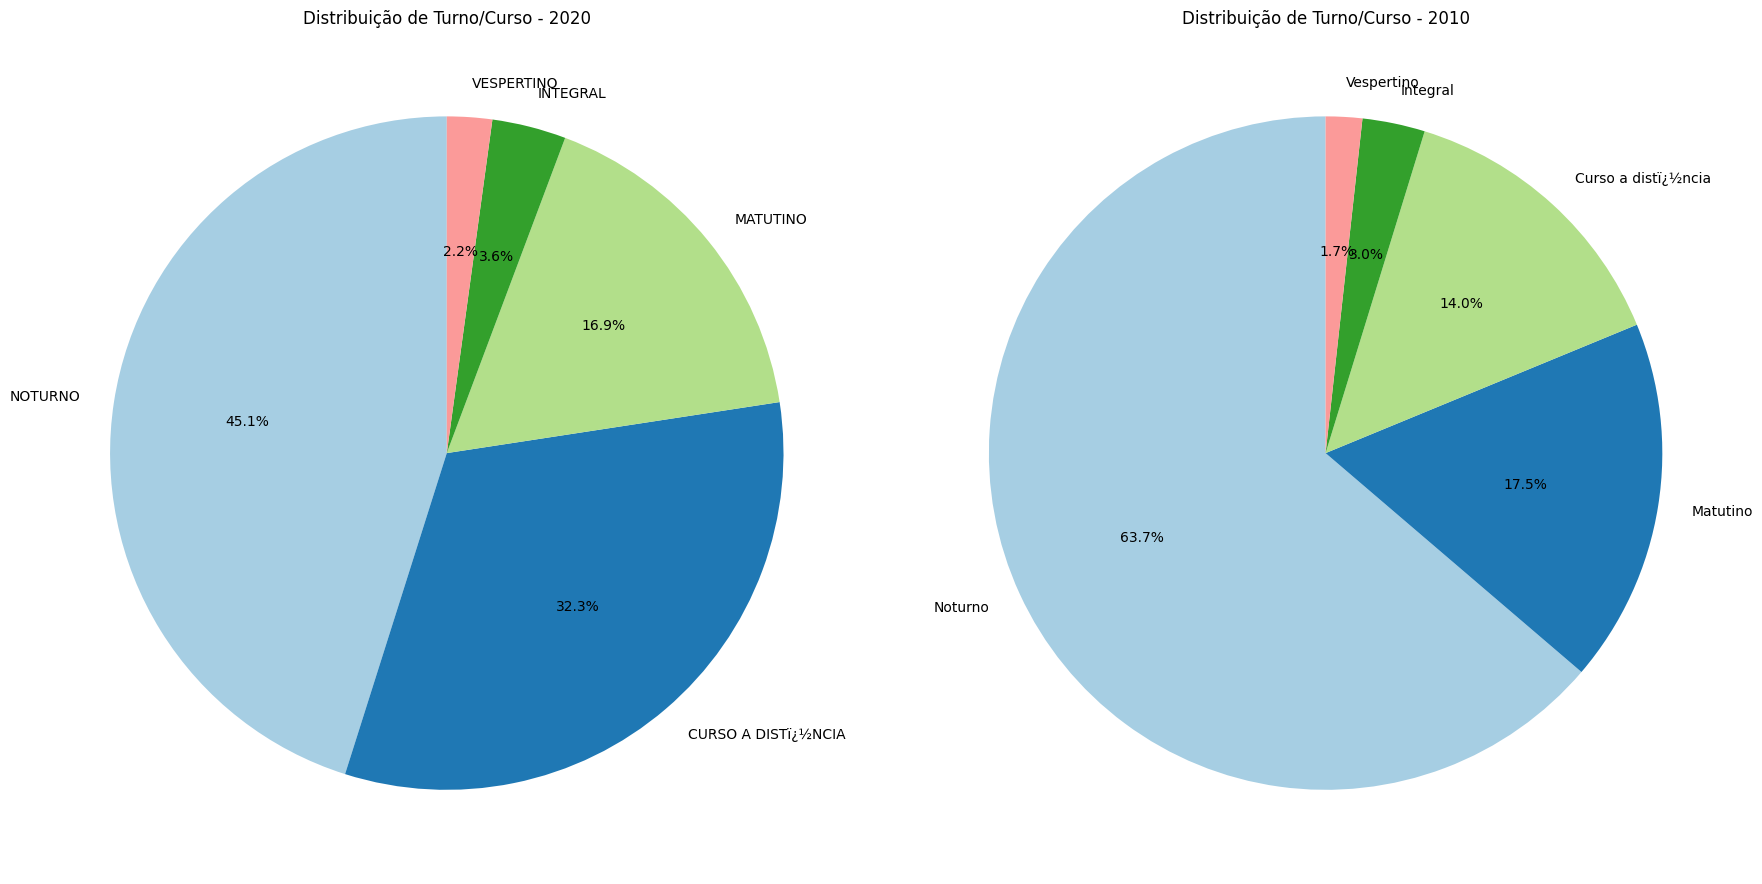 Distribuição de Turno/Curso - 2020
VESPERTINO
INTEGRAL
MATUTINO
NOTURNO
CURSO A DISTï¿½NCIA
2.2%
3.6%
16.9%
45.1%
32.3%
Distribuição de Turno/Curso - 2010
Vespertino
Integral
Curso a distï¿½ncia
Matutino
Noturno
1.7%
3.0%
14.0%
17.5%
63.7%